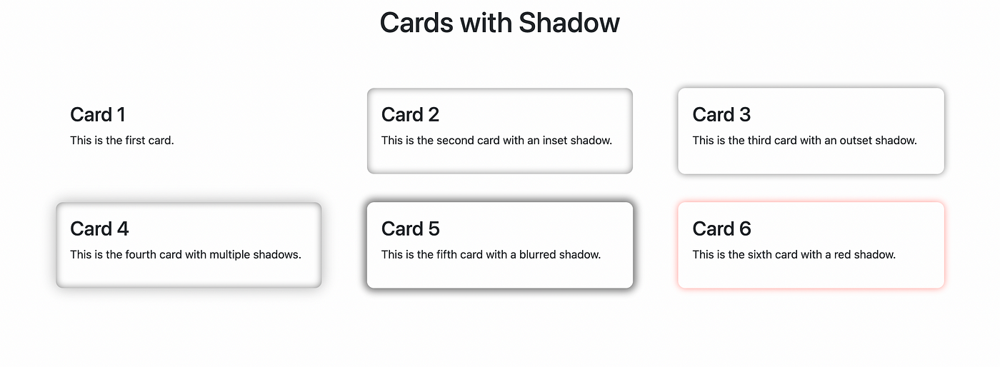 Cards with Shadow
Card 1
This is the first card.
Card 2
This is the second card with an inset shadow.
Card 3
This is the third card with an outset shadow.
Card 4
This is the fourth card with multiple shadows.
Card 5
This is the fifth card with a blurred shadow.
Card 6
This is the sixth card with a red shadow.